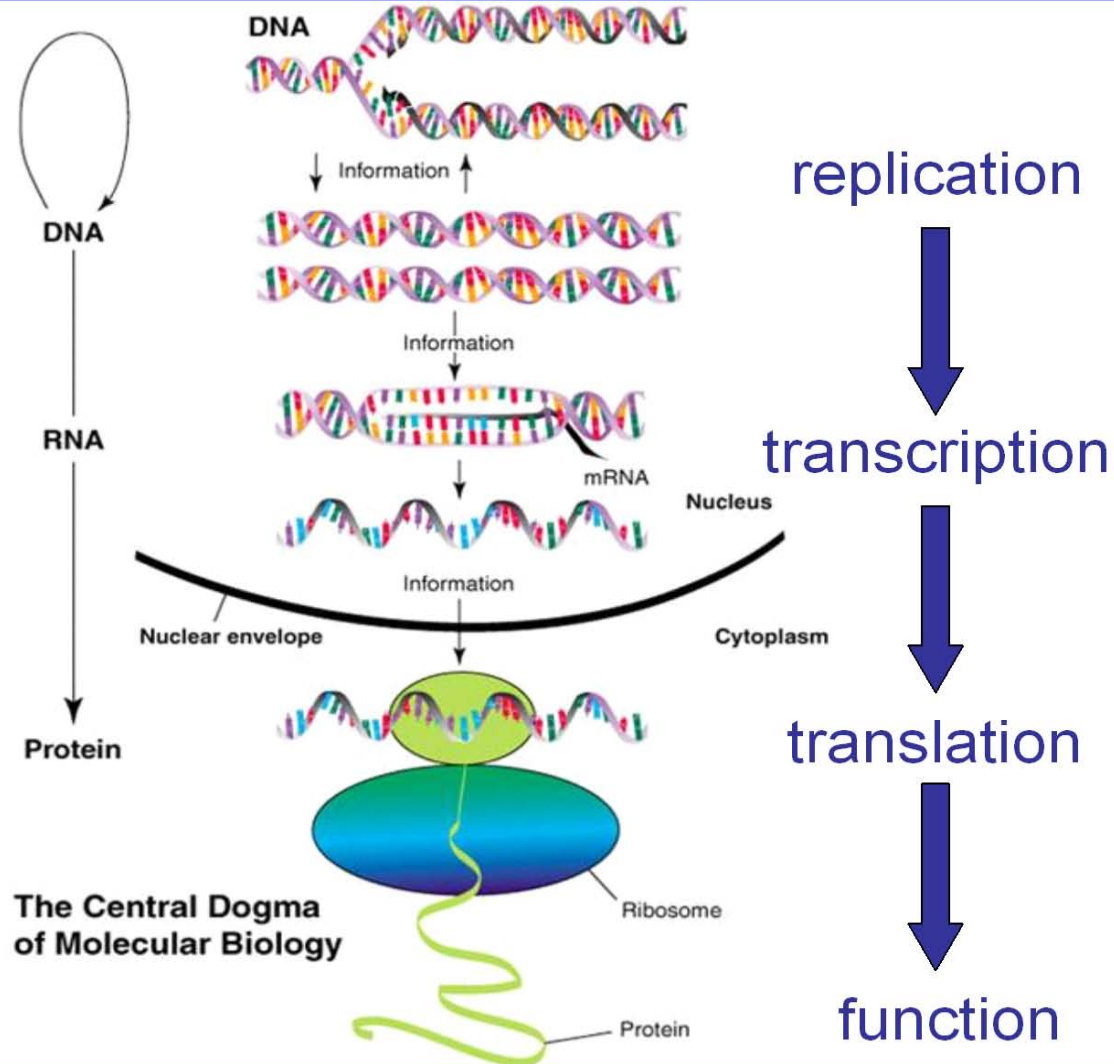 DNA
Information
replication
DNA
Information
RNA
transcription
mRNA
Nucleus
Information
Nuclear envelope
Cytoplasm
Protein
translation
The Central Dogma
of Molecular Biology
Ribosome
Protein
function